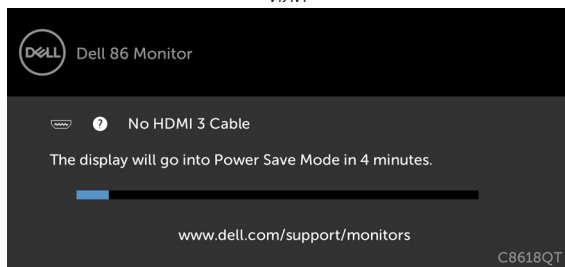 или
DELL
Dell 86 Monitor
? No HDMI 3 Cable
The display will go into Power Save Mode in 4 minutes.
www.dell.com/support/monitors
C8618QT